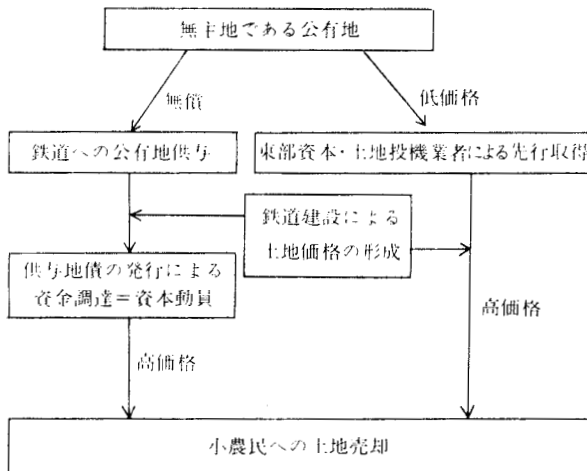 無主地である公有地
無償
低価格
鉄道への公有地供与
東部資本・土地投機業者による先行取得
鉄道建設による
土地価格の形成
供与地債の発行による
資金調達=資本動員
高価格
高価格
小農民への土地売却